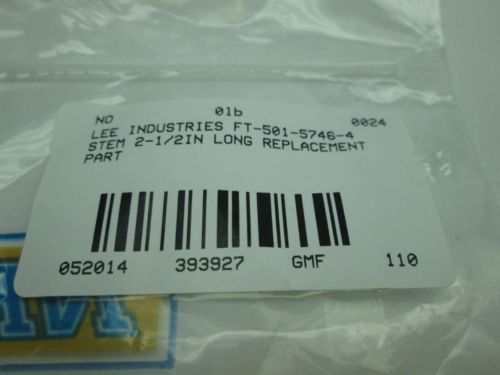 NO 01b 0024
LEE INDUSTRIES FT-501-5746-4
STEM 2-1/2IN LONG REPLACEMENT
PART
052014 393927 GMF 110